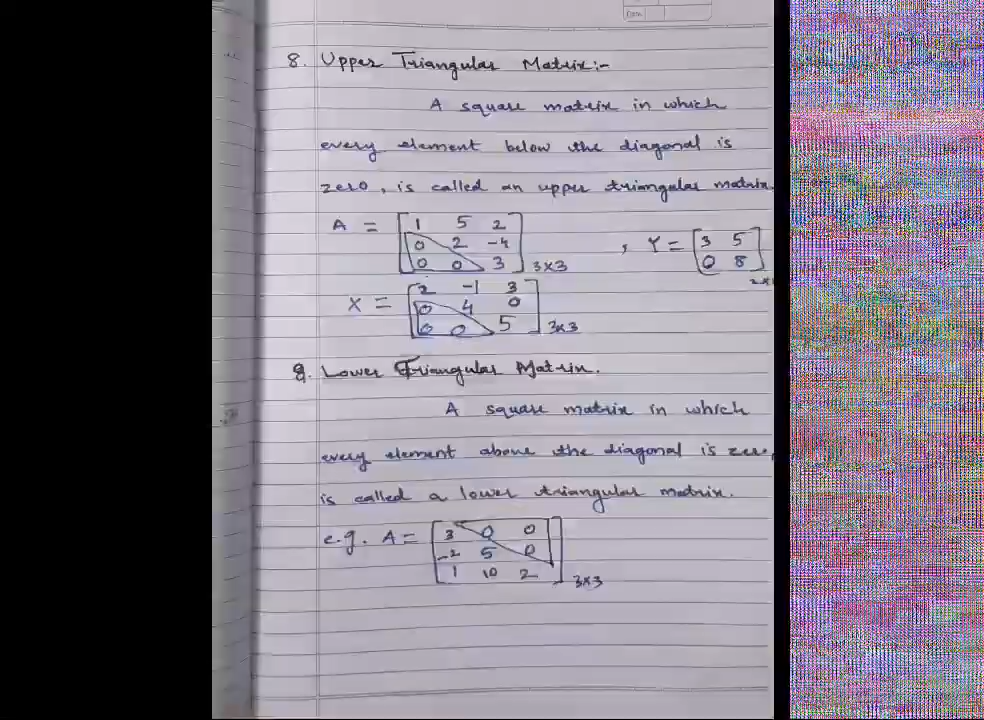 8. Upper Triangular Matrix:-
A square matrix in which
every element below the diagonal is
zero, is called an upper triangular matrix.
A = [1 5 2
0 2 -4
0 0 3] 3×3
, Y = [3 5
0 8]
X = [2 -1 3
0 4 0
0 0 5] 3×3
9. Lower Triangular Matrix.
A square matrix in which
every element above the diagonal is zero,
is called a lower triangular matrix.
e.g. A = [3 0 0
-2 5 0
1 10 2] 3×3